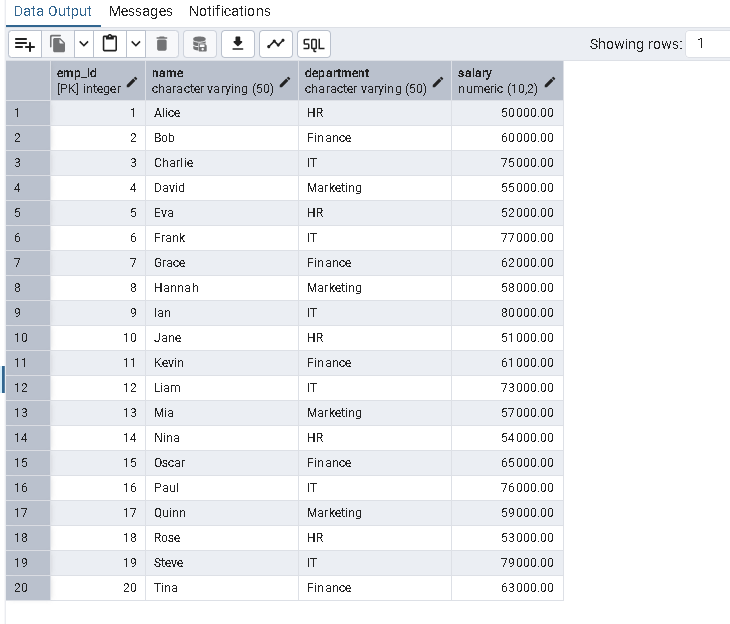 Data Output Messages Notifications
SQL Showing rows: 1
emp_id name department salary
[PK] integer character varying (50) character varying (50) numeric (10,2)
1 1 Alice HR 50000.00
2 2 Bob Finance 60000.00
3 3 Charlie IT 75000.00
4 4 David Marketing 55000.00
5 5 Eva HR 52000.00
6 6 Frank IT 77000.00
7 7 Grace Finance 62000.00
8 8 Hannah Marketing 58000.00
9 9 Ian IT 80000.00
10 10 Jane HR 51000.00
11 11 Kevin Finance 61000.00
12 12 Liam IT 73000.00
13 13 Mia Marketing 57000.00
14 14 Nina HR 54000.00
15 15 Oscar Finance 65000.00
16 16 Paul IT 76000.00
17 17 Quinn Marketing 59000.00
18 18 Rose HR 53000.00
19 19 Steve IT 79000.00
20 20 Tina Finance 63000.00